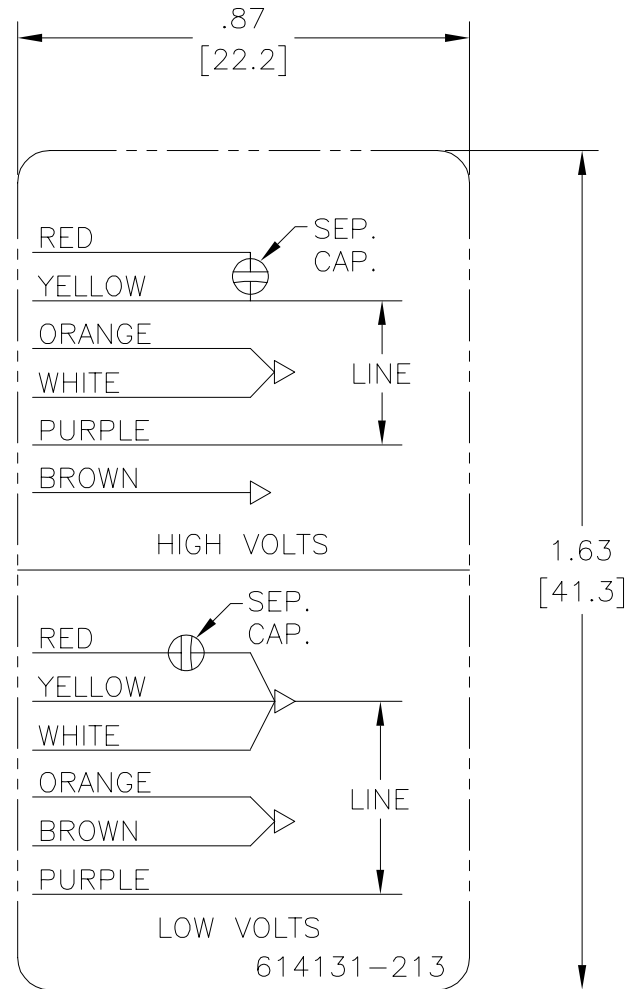 .87
[22.2]
RED
SEP.
CAP.
YELLOW
ORANGE
WHITE
LINE
PURPLE
BROWN
HIGH VOLTS
1.63
[41.3]
SEP.
CAP.
RED
YELLOW
WHITE
ORANGE
LINE
BROWN
PURPLE
LOW VOLTS
614131-213